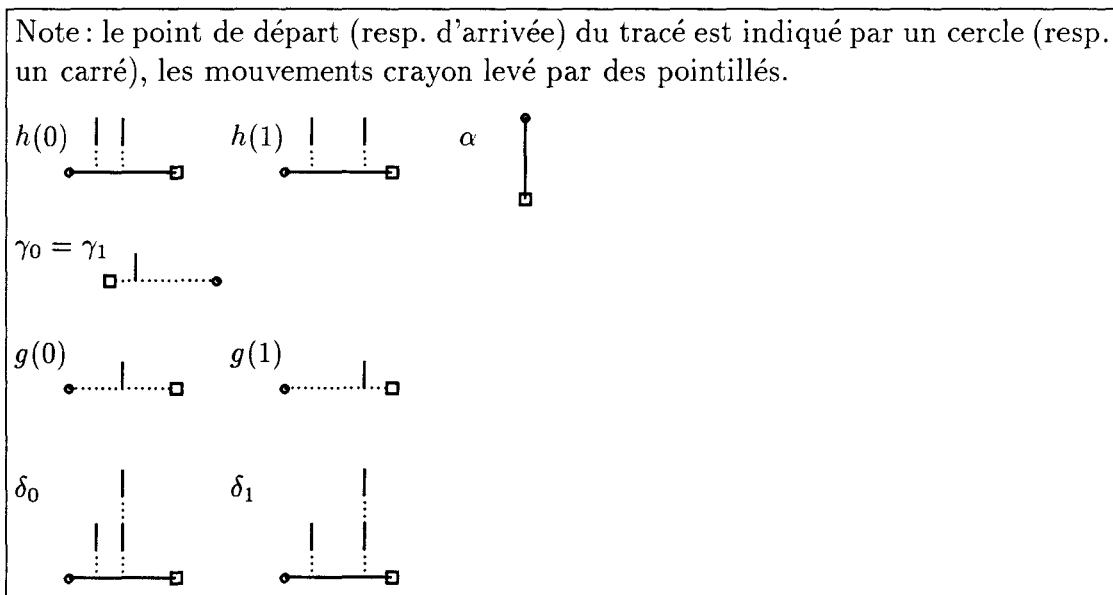 Note : le point de départ (resp. d'arrivée) du tracé est indiqué par un cercle (resp.
un carré), les mouvements crayon levé par des pointillés.
h(0) h(1) α
γ₀ = γ₁
g(0) g(1)
δ₀ δ₁